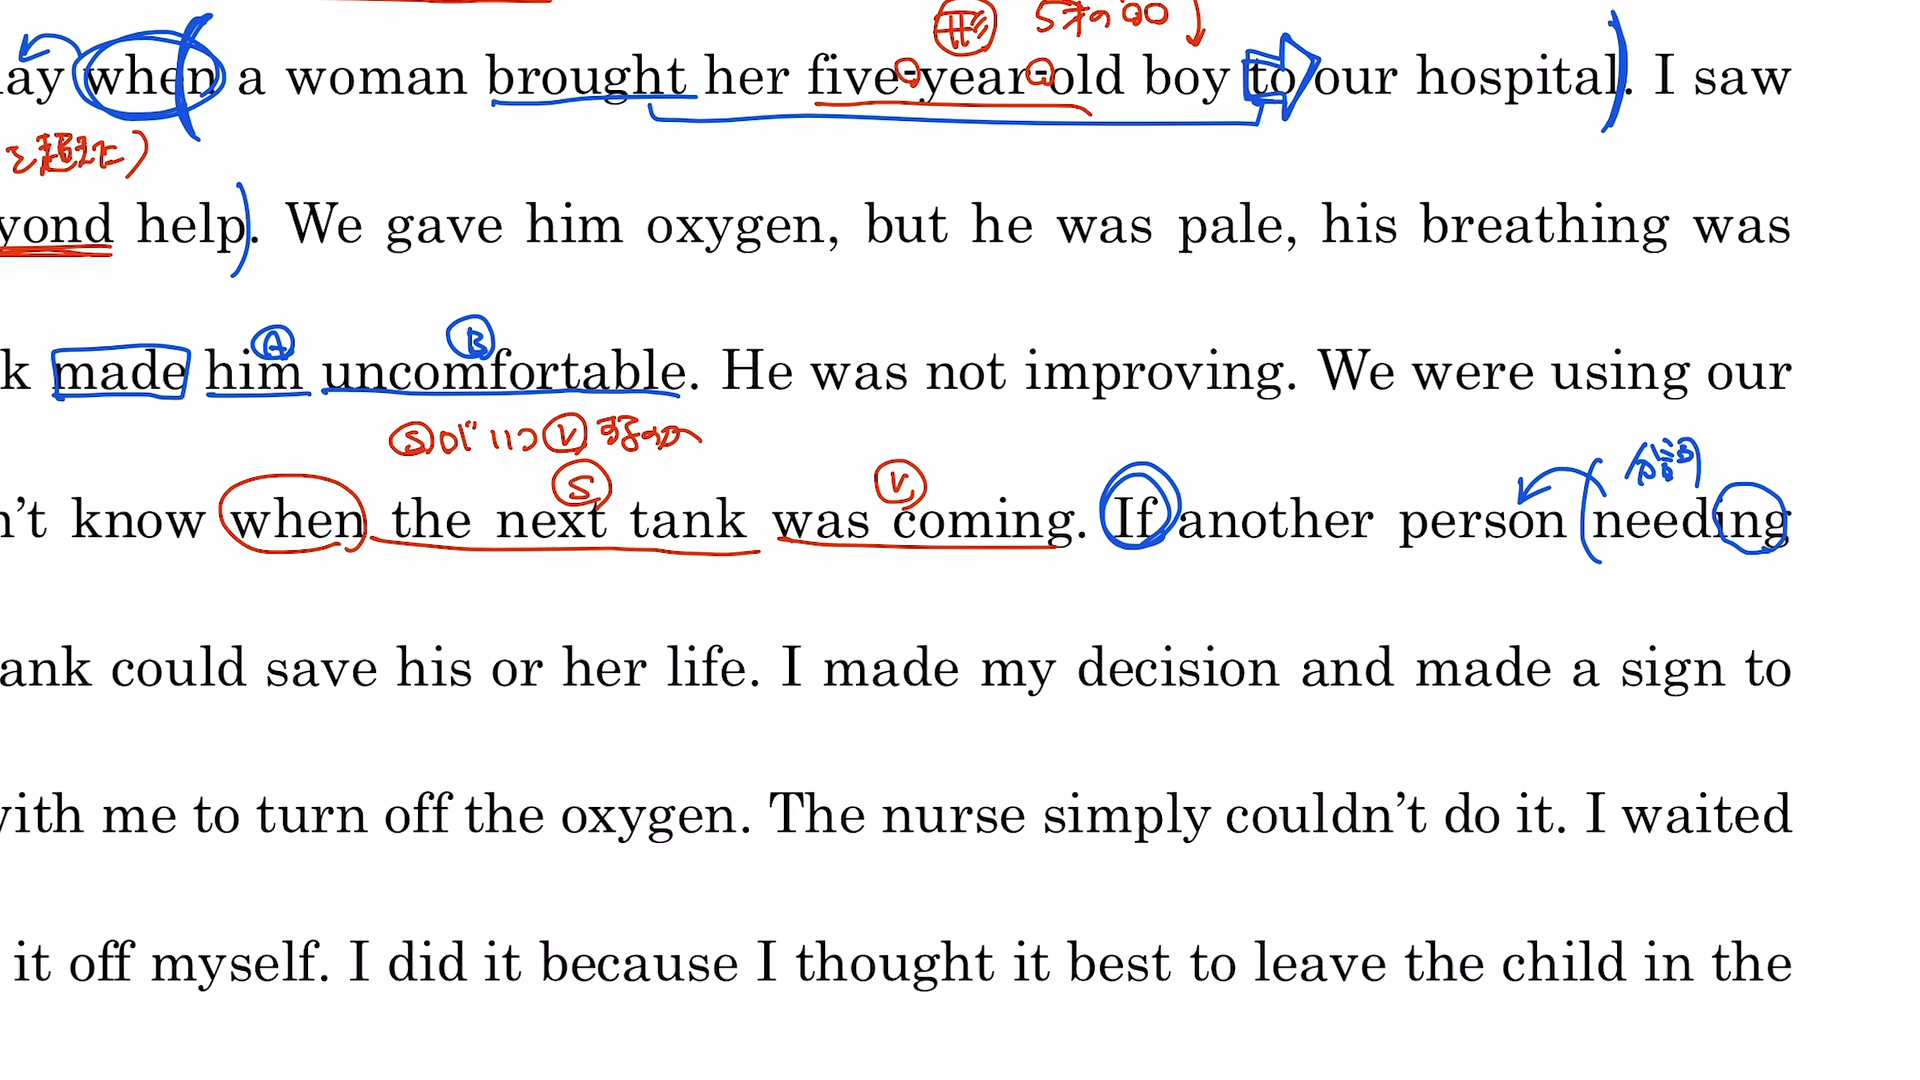 形 5才の〇〇
ay when a woman brought her five-year-old boy to our hospital. I saw
を超えた)
yond help. We gave him oxygen, but he was pale, his breathing was
A B
k made him uncomfortable. He was not improving. We were using our
Sが いつ V するのか
S V 分詞
n't know when the next tank was coming. If another person needing
ank could save his or her life. I made my decision and made a sign to
with me to turn off the oxygen. The nurse simply couldn't do it. I waited
it off myself. I did it because I thought it best to leave the child in the